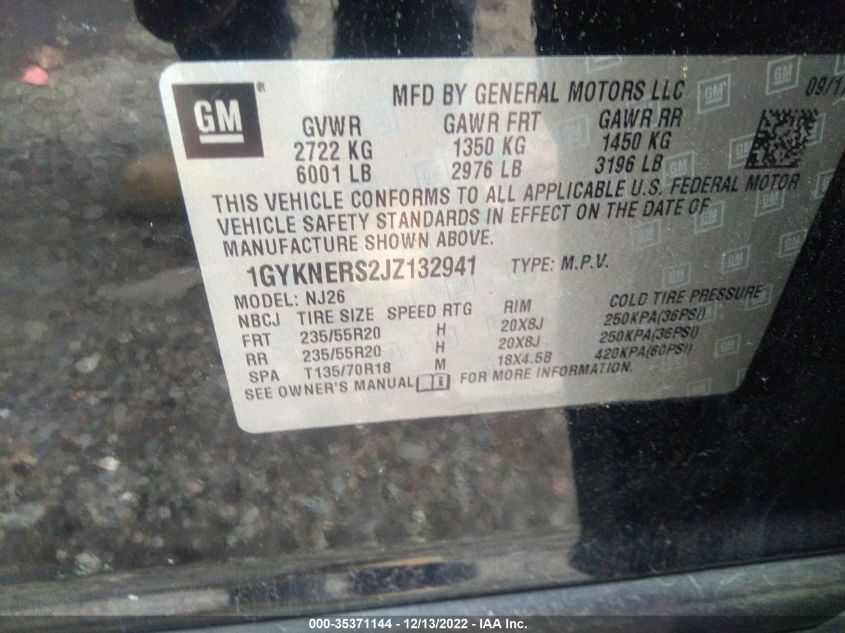 GM
®
MFD BY GENERAL MOTORS LLC
GVWR GAWR FRT GAWR RR
2722 KG 1350 KG 1450 KG
6001 LB 2976 LB 3196 LB
THIS VEHICLE CONFORMS TO ALL APPLICABLE U.S. FEDERAL MOTOR
VEHICLE SAFETY STANDARDS IN EFFECT ON THE DATE OF
MANUFACTURE SHOWN ABOVE.
1GYKNERS2JZ132941 TYPE: M.P.V.
MODEL: NJ26
NBCJ TIRE SIZE SPEED RTG RIM COLD TIRE PRESSURE
FRT 235/55R20 H 20X8J 250KPA(36PSI)
RR 235/55R20 H 20X8J 250KPA(36PSI)
SPA T135/70R18 M 18X4.5B 420KPA(60PSI)
SEE OWNER'S MANUAL FOR MORE INFORMATION.
000-35371144 - 12/13/2022 - IAA Inc.